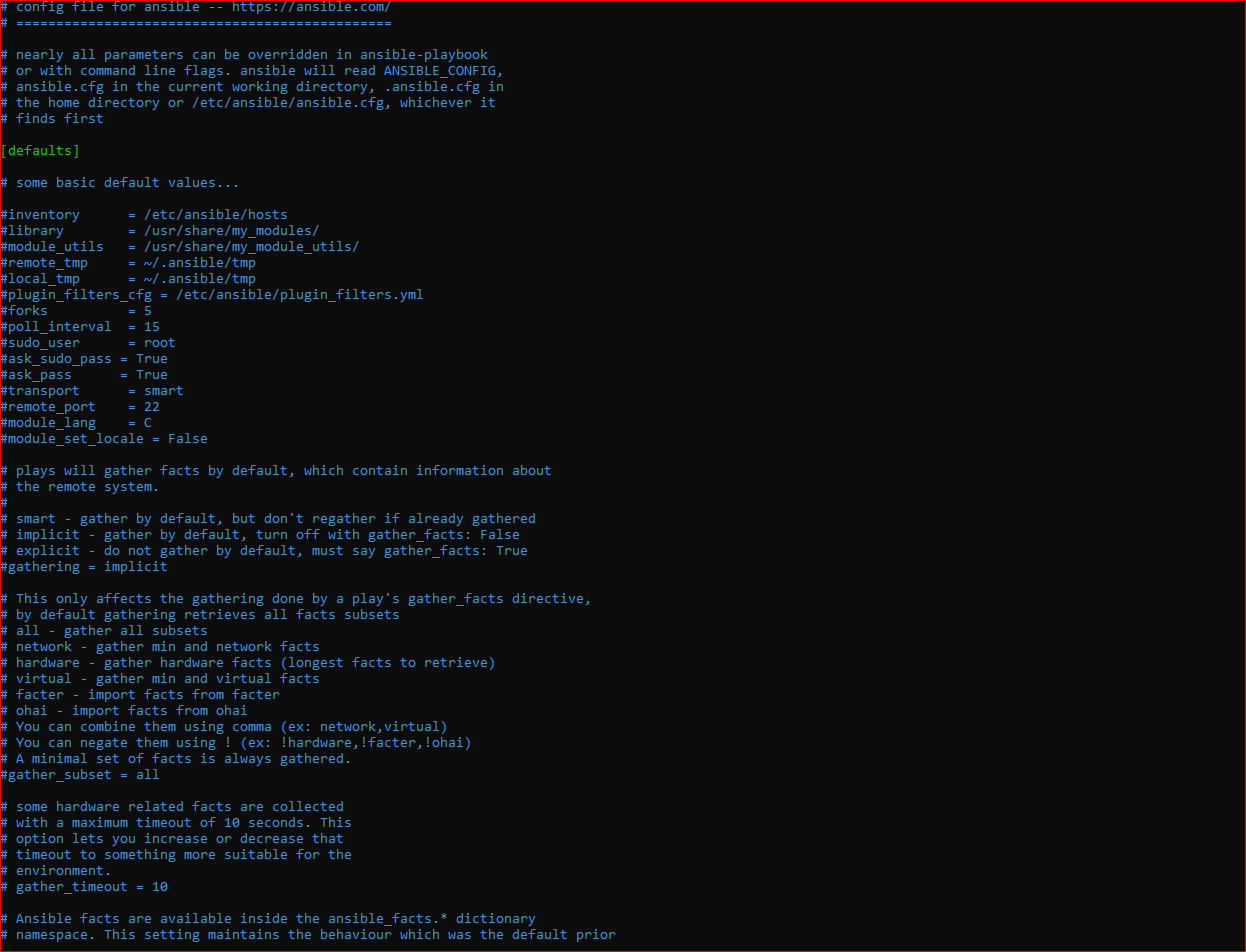 # config file for ansible -- https://ansible.com/
# ===============================================

# nearly all parameters can be overridden in ansible-playbook
# or with command line flags. ansible will read ANSIBLE_CONFIG,
# ansible.cfg in the current working directory, .ansible.cfg in
# the home directory or /etc/ansible/ansible.cfg, whichever it
# finds first

[defaults]

# some basic default values...

#inventory      = /etc/ansible/hosts
#library        = /usr/share/my_modules/
#module_utils   = /usr/share/my_module_utils/
#remote_tmp     = ~/.ansible/tmp
#local_tmp      = ~/.ansible/tmp
#plugin_filters_cfg = /etc/ansible/plugin_filters.yml
#forks          = 5
#poll_interval  = 15
#sudo_user      = root
#ask_sudo_pass = True
#ask_pass      = True
#transport      = smart
#remote_port    = 22
#module_lang    = C
#module_set_locale = False

# plays will gather facts by default, which contain information about
# the remote system.
#
# smart - gather by default, but don't regather if already gathered
# implicit - gather by default, turn off with gather_facts: False
# explicit - do not gather by default, must say gather_facts: True
#gathering = implicit

# This only affects the gathering done by a play's gather_facts directive,
# by default gathering retrieves all facts subsets
# all - gather all subsets
# network - gather min and network facts
# hardware - gather hardware facts (longest facts to retrieve)
# virtual - gather min and virtual facts
# facter - import facts from facter
# ohai - import facts from ohai
# You can combine them using comma (ex: network,virtual)
# You can negate them using ! (ex: !hardware,!facter,!ohai)
# A minimal set of facts is always gathered.
#gather_subset = all

# some hardware related facts are collected
# with a maximum timeout of 10 seconds. This
# option lets you increase or decrease that
# timeout to something more suitable for the
# environment.
# gather_timeout = 10

# Ansible facts are available inside the ansible_facts.* dictionary
# namespace. This setting maintains the behaviour which was the default prior